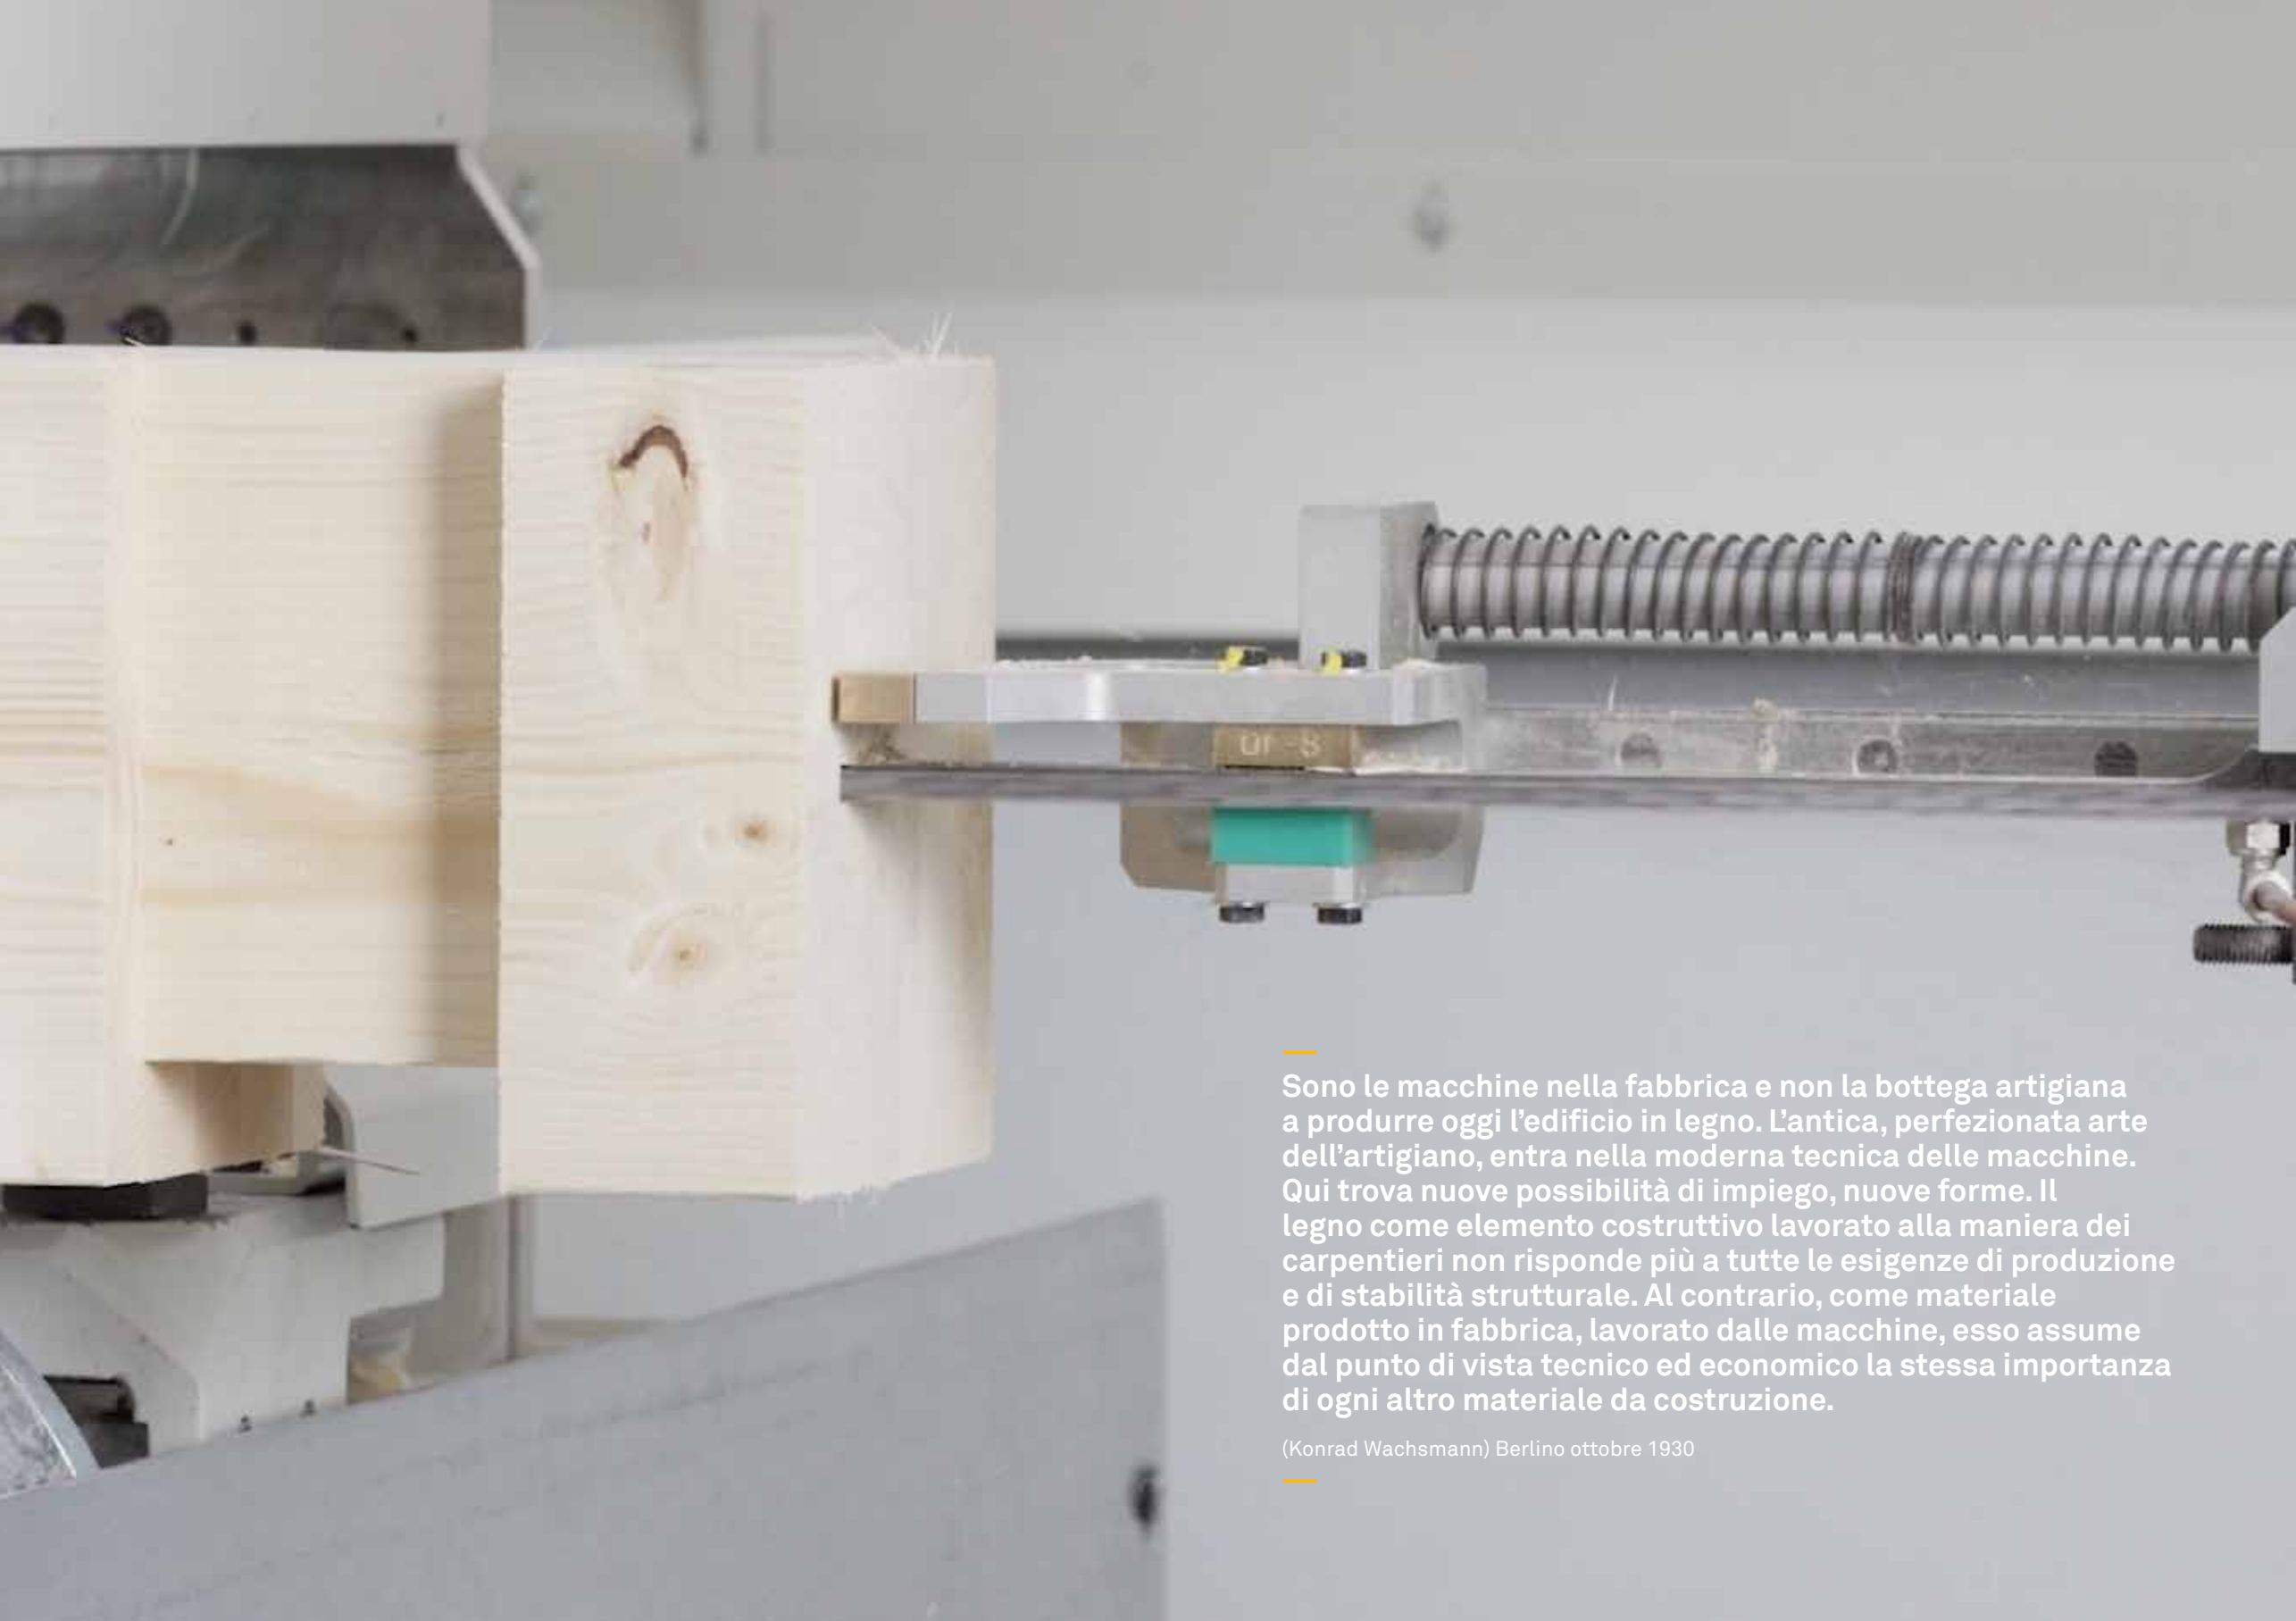 Sono le macchine nella fabbrica e non la bottega artigiana
a produrre oggi l’edificio in legno. L’antica, perfezionata arte
dell’artigiano, entra nella moderna tecnica delle macchine.
Qui trova nuove possibilità di impiego, nuove forme. Il
legno come elemento costruttivo lavorato alla maniera dei
carpentieri non risponde più a tutte le esigenze di produzione
e di stabilità strutturale. Al contrario, come materiale
prodotto in fabbrica, lavorato dalle macchine, esso assume
dal punto di vista tecnico ed economico la stessa importanza
di ogni altro materiale da costruzione.
(Konrad Wachsmann) Berlino ottobre 1930